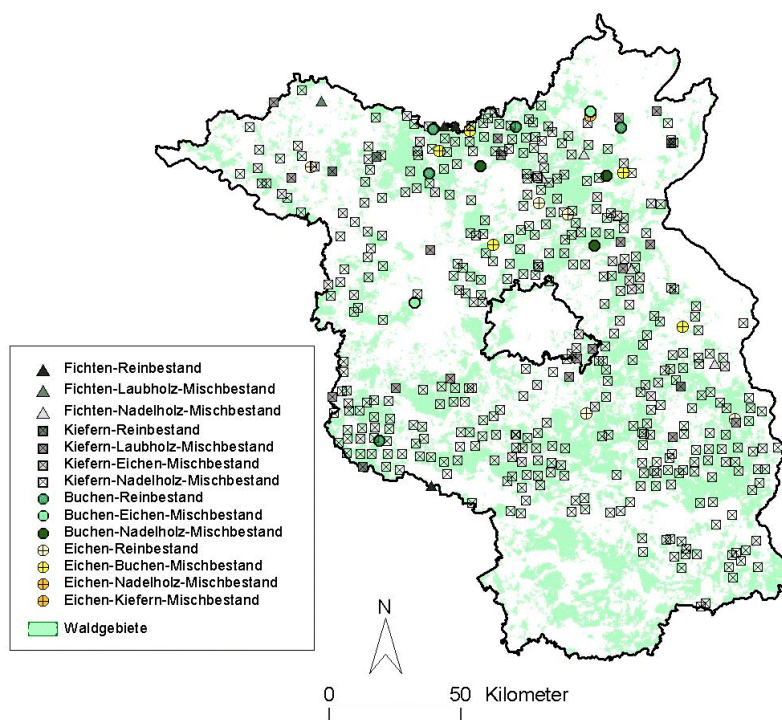 Fichten-Reinbestand
Fichten-Laubholz-Mischbestand
Fichten-Nadelholz-Mischbestand
Kiefern-Reinbestand
Kiefern-Laubholz-Mischbestand
Kiefern-Eichen-Mischbestand
Kiefern-Nadelholz-Mischbestand
Buchen-Reinbestand
Buchen-Eichen-Mischbestand
Buchen-Nadelholz-Mischbestand
Eichen-Reinbestand
Eichen-Buchen-Mischbestand
Eichen-Nadelholz-Mischbestand
Eichen-Kiefern-Mischbestand
Waldgebiete
N
0 50 Kilometer